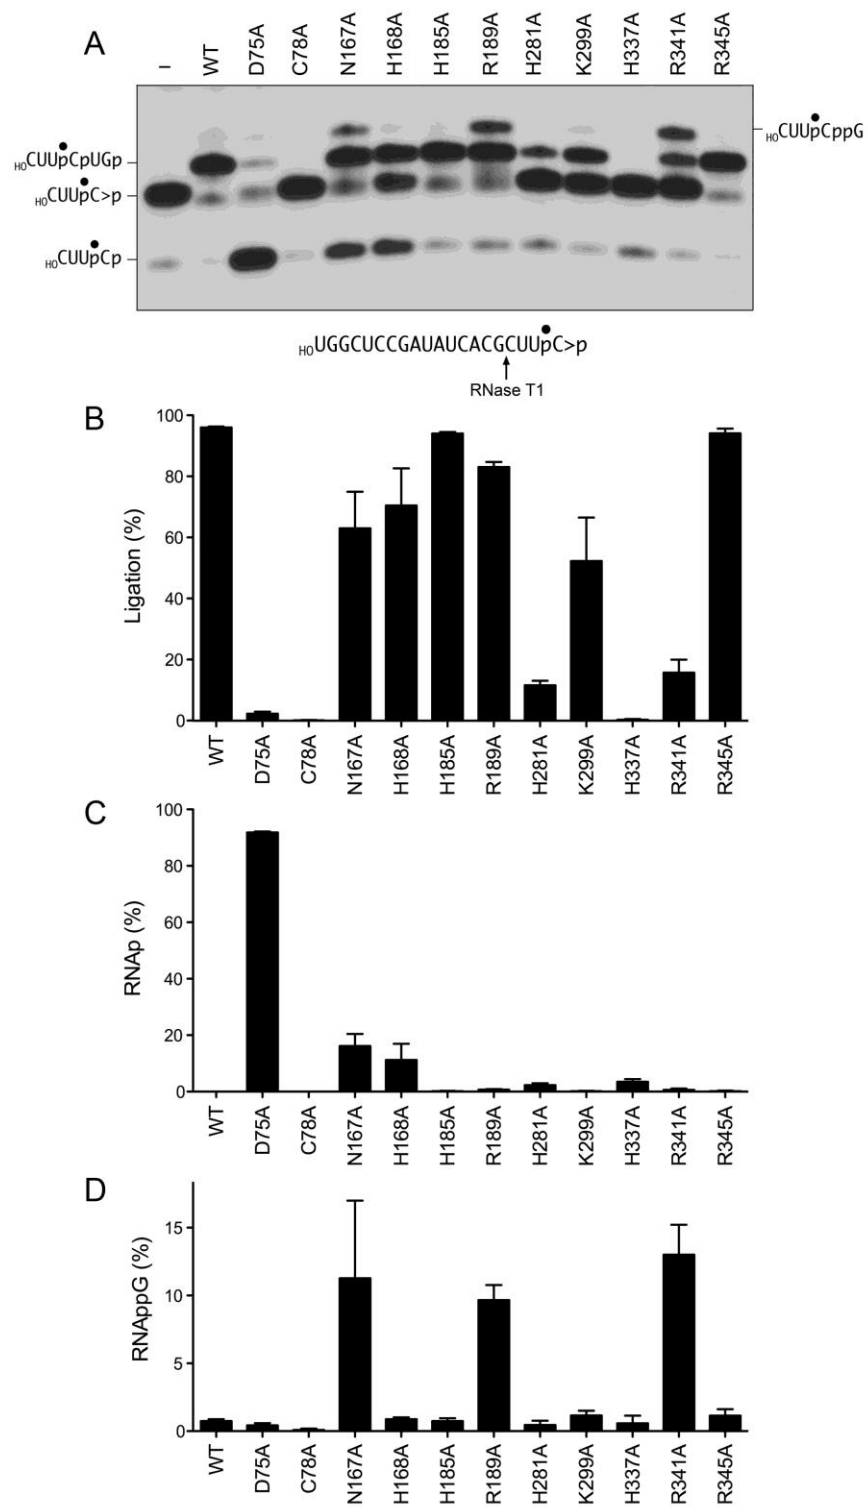 A
– WT D75A C78A N167A H168A H185A R189A H281A K299A H337A R341A R345A
HOCUUpCppG
HOCUUpCpUGp
HOCUUpC>p
HOCUUpCp
HOUGGCUCCGAUAUCACGCUUpC>p
RNase T1
B
Ligation (%)
100
80
60
40
20
0
WT D75A C78A N167A H168A H185A R189A H281A K299A H337A R341A R345A
C
RNAp (%)
100
80
60
40
20
0
WT D75A C78A N167A H168A H185A R189A H281A K299A H337A R341A R345A
D
RNAppG (%)
15
10
5
0
WT D75A C78A N167A H168A H185A R189A H281A K299A H337A R341A R345A